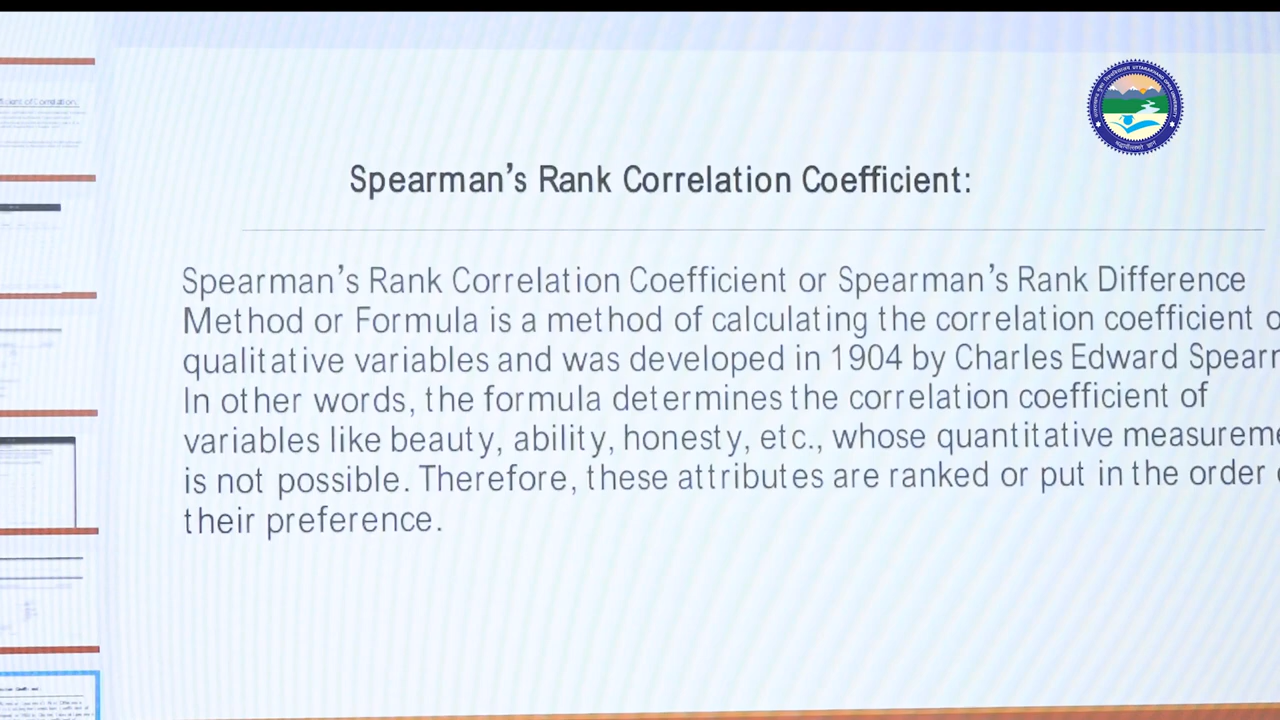 Spearman’s Rank Correlation Coefficient:
Spearman’s Rank Correlation Coefficient or Spearman’s Rank Difference
Method or Formula is a method of calculating the correlation coefficient
qualitative variables and was developed in 1904 by Charles Edward
In other words, the formula determines the correlation coefficient of
variables like beauty, ability, honesty, etc., whose quantitative
is not possible. Therefore, these attributes are ranked or put in the order
their preference.